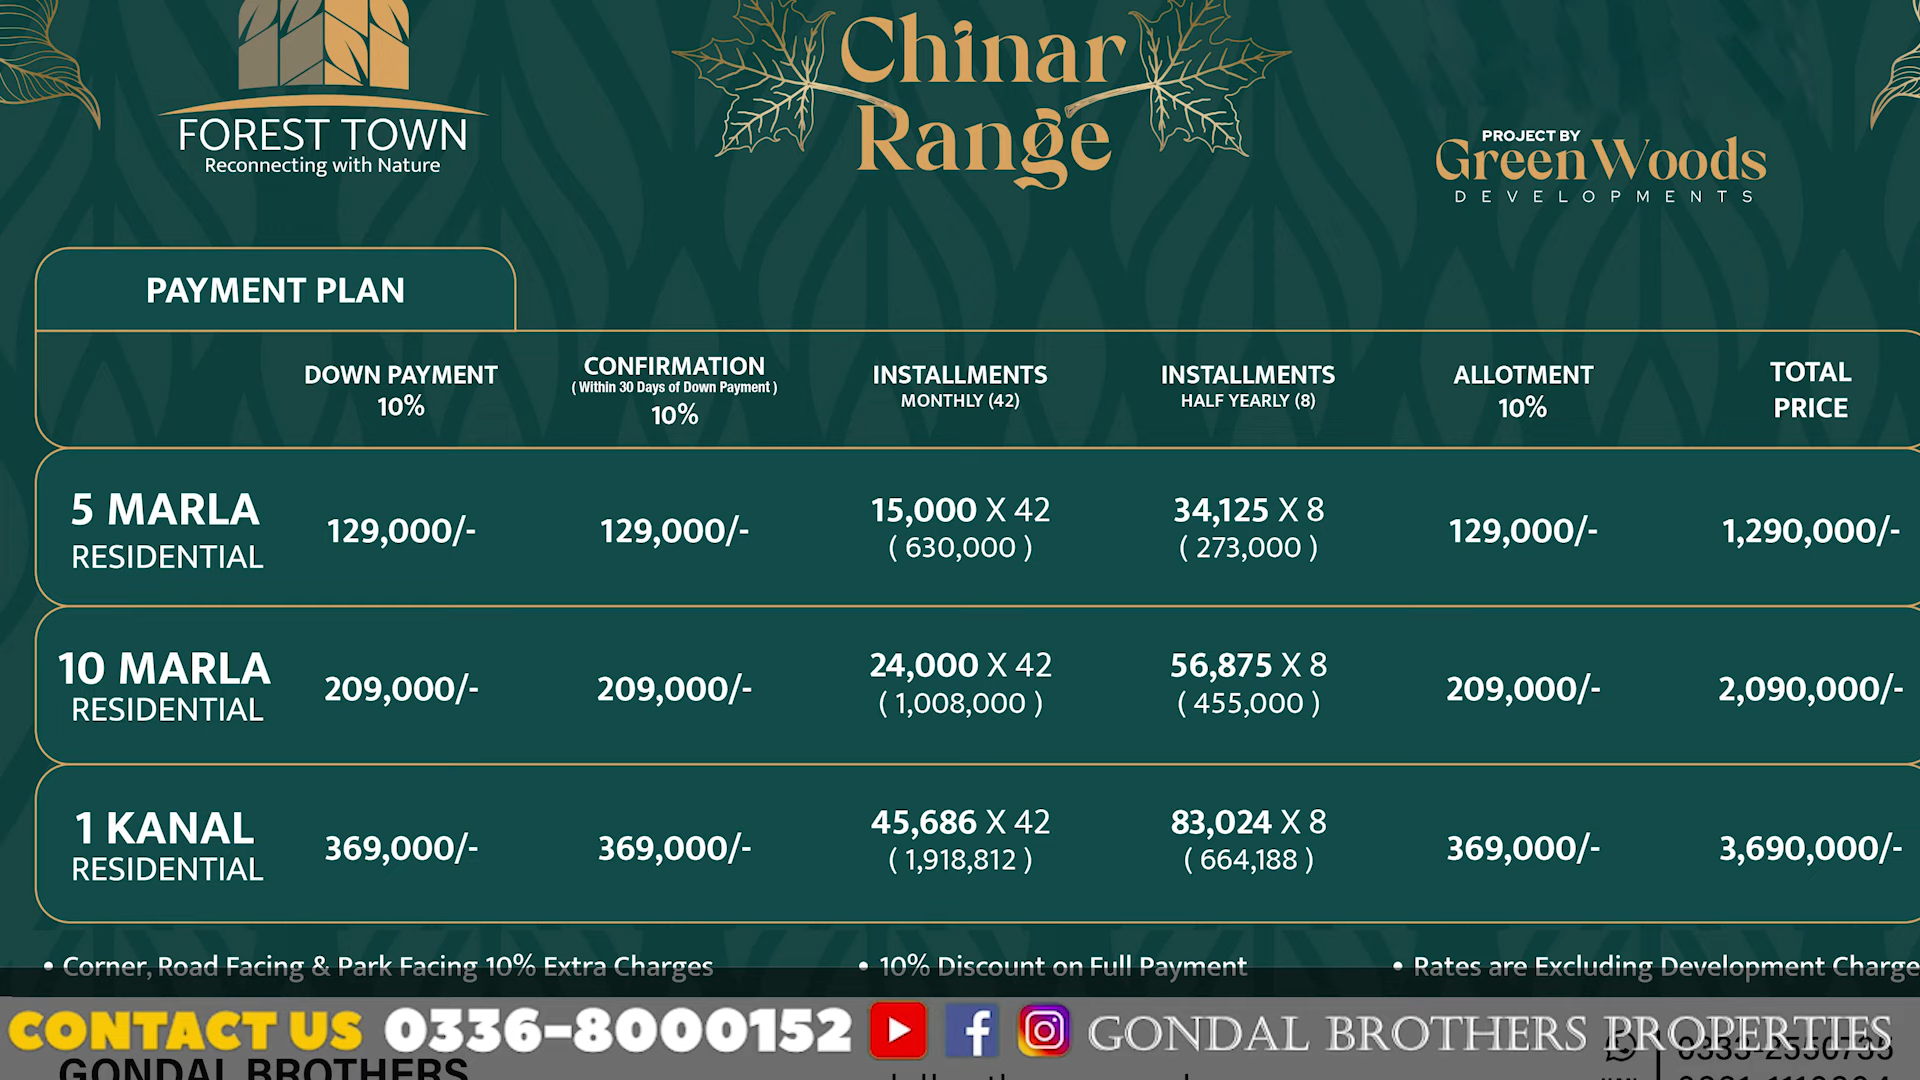 FOREST TOWN
Reconnecting with Nature
Chinar
Range
PROJECT BY
GreenWoods
DEVELOPMENTS
PAYMENT PLAN
DOWN PAYMENT
10%
CONFIRMATION
( Within 30 Days of Down Payment )
10%
INSTALLMENTS
MONTHLY (42)
INSTALLMENTS
HALF YEARLY (8)
ALLOTMENT
10%
TOTAL
PRICE
5 MARLA
RESIDENTIAL
129,000/-
129,000/-
15,000 X 42
( 630,000 )
34,125 X 8
( 273,000 )
129,000/-
1,290,000/-
10 MARLA
RESIDENTIAL
209,000/-
209,000/-
24,000 X 42
( 1,008,000 )
56,875 X 8
( 455,000 )
209,000/-
2,090,000/-
1 KANAL
RESIDENTIAL
369,000/-
369,000/-
45,686 X 42
( 1,918,812 )
83,024 X 8
( 664,188 )
369,000/-
3,690,000/-
• Corner, Road Facing & Park Facing 10% Extra Charges
• 10% Discount on Full Payment
• Rates are Excluding Development Charge
CONTACT US 0336-8000152
GONDAL BROTHERS PROPERTIES
0333-2550735
GONDAL BROTHERS